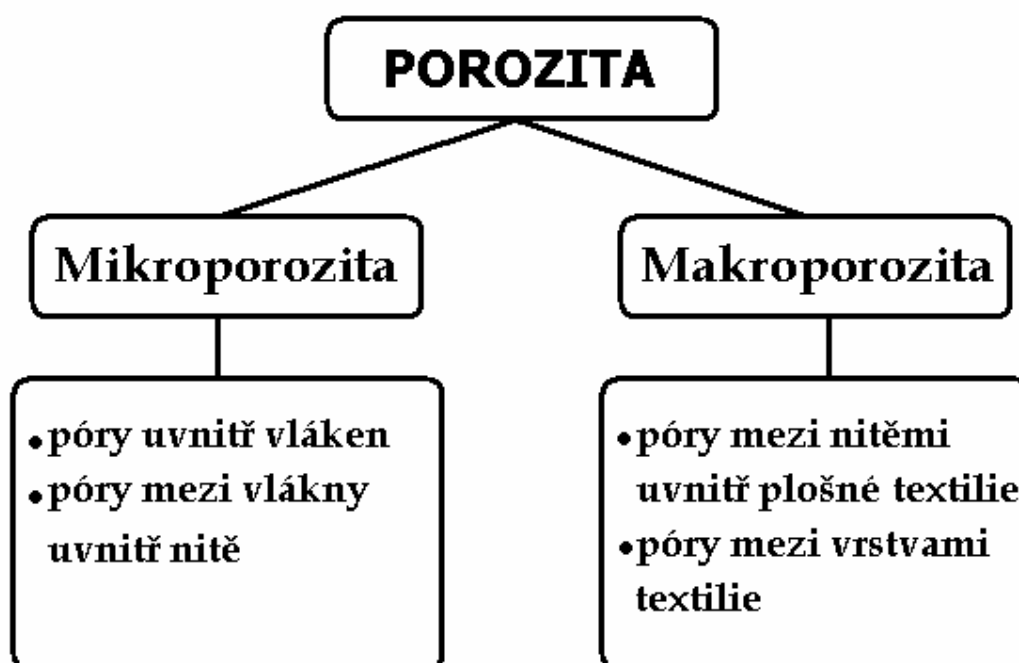 POROZITA
Mikroporozita
Makroporozita
•póry uvnitř vláken
•póry mezi vlákny
uvnitř nitě
•póry mezi nitěmi
uvnitř plošné textilie
•póry mezi vrstvami
textilie